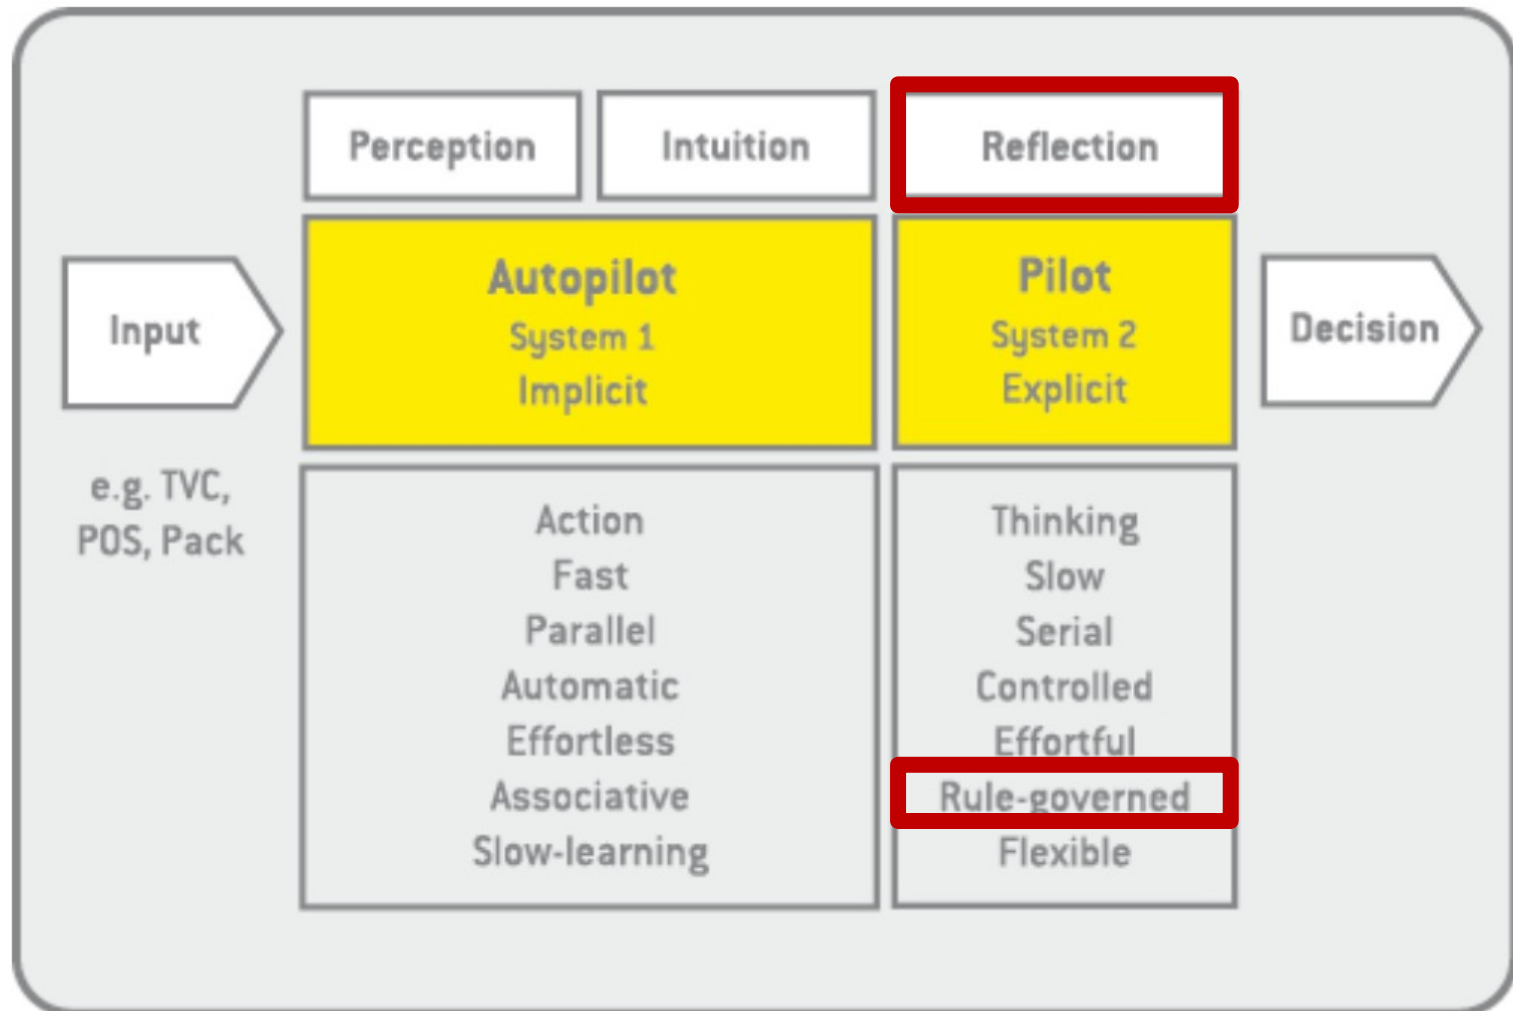 Perception
Intuition
Reflection
Input
e.g. TVC,
POS, Pack
Autopilot
System 1
Implicit
Pilot
System 2
Explicit
Decision
Action
Fast
Parallel
Automatic
Effortless
Associative
Slow-learning
Thinking
Slow
Serial
Controlled
Effortful
Rule-governed
Flexible